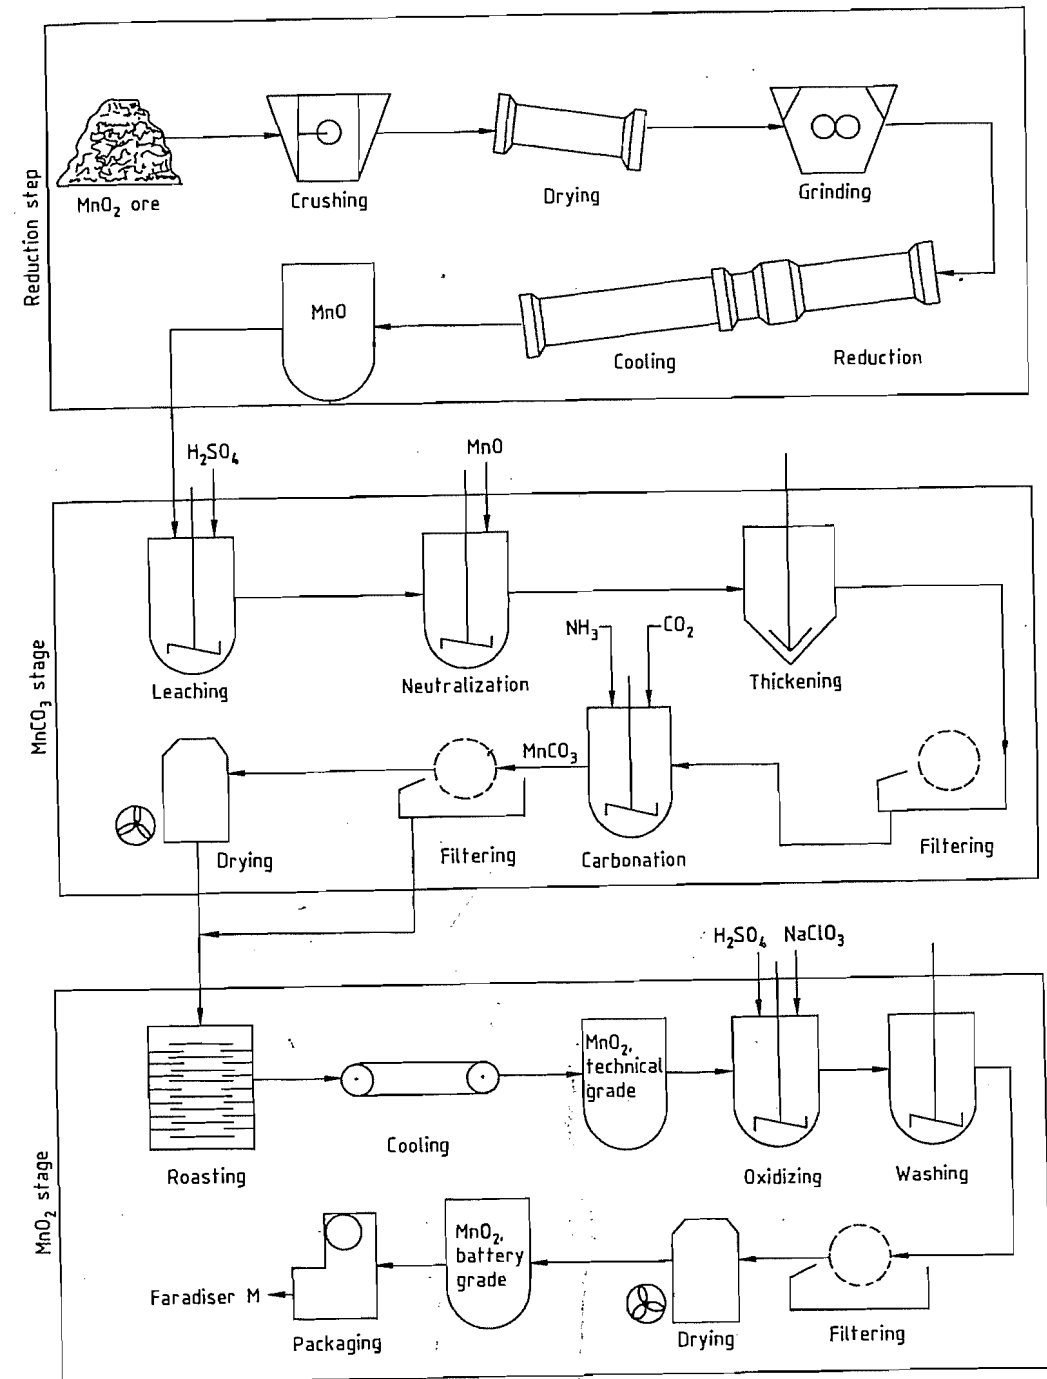 Reduction step
MnO₂ ore
Crushing
Drying
Grinding
MnO
Cooling
Reduction
MnCO₃ stage
H₂SO₄
MnO
Leaching
Neutralization
Thickening
NH₃
CO₂
MnCO₃
Drying
Filtering
Carbonation
Filtering
MnO₂ stage
H₂SO₄
NaClO₃
MnO₂,
technical
grade
Roasting
Cooling
Oxidizing
Washing
MnO₂,
battery
grade
Faradiser M
Packaging
Drying
Filtering